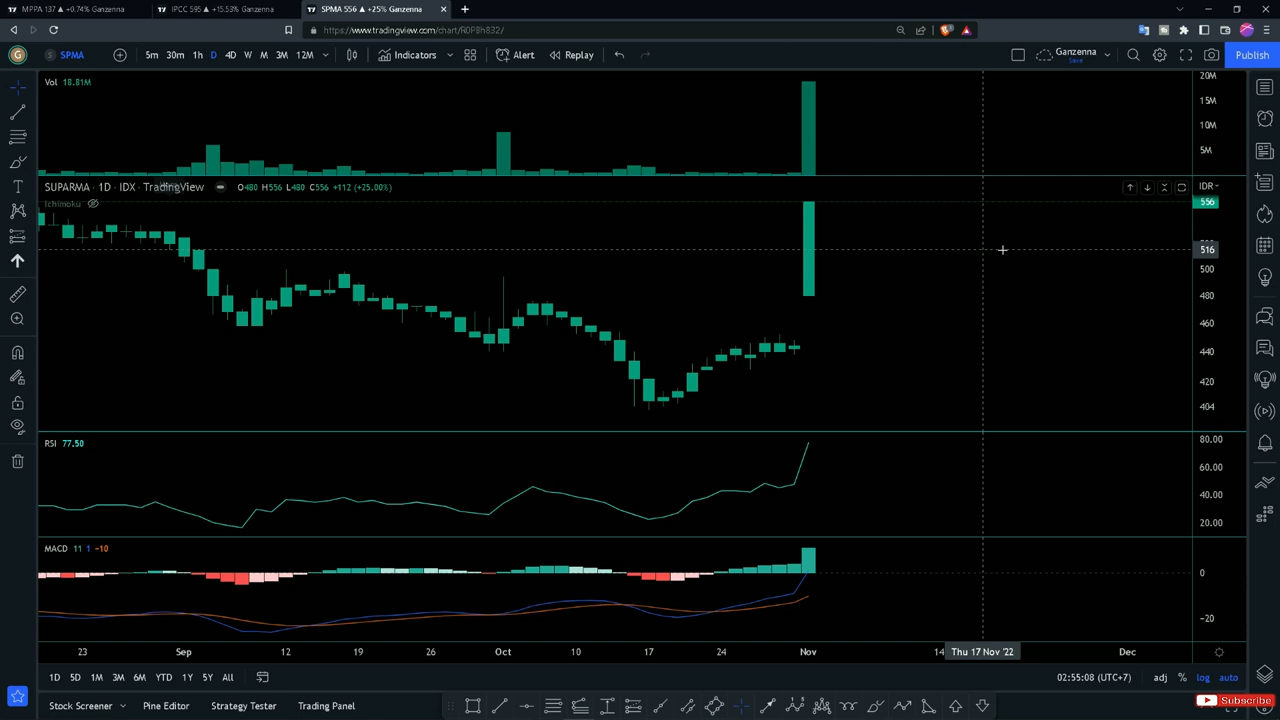 MPPA 137 ▲ +0.74% Ganzenna
IPCC 595 ▲ +15.53% Ganzenna
SPMA 556 ▲ +25% Ganzenna
https://www.tradingview.com/chart/R0PBh832/
G
S SPMA
5m 30m 1h D 4D W M 3M 12M
Indicators
Alert
Replay
Ganzenna
Save
Publish
Vol 18.81M
20M
15M
10M
5M
SUPARMA · 1D · IDX · TradingView
O480 H556 L480 C556 +112 (+25.00%)
IDR
Ichimoku
556
516
500
480
460
440
420
404
RSI 77.50
80.00
60.00
40.00
20.00
MACD 11 1 −10
0
−20
23 Sep 12 19 26 Oct 10 17 24 Nov 14 Thu 17 Nov '22 Dec
1D 5D 1M 3M 6M YTD 1Y 5Y All
02:55:08 (UTC+7)
adj % log auto
Stock Screener
Pine Editor
Strategy Tester
Trading Panel
Subscribe